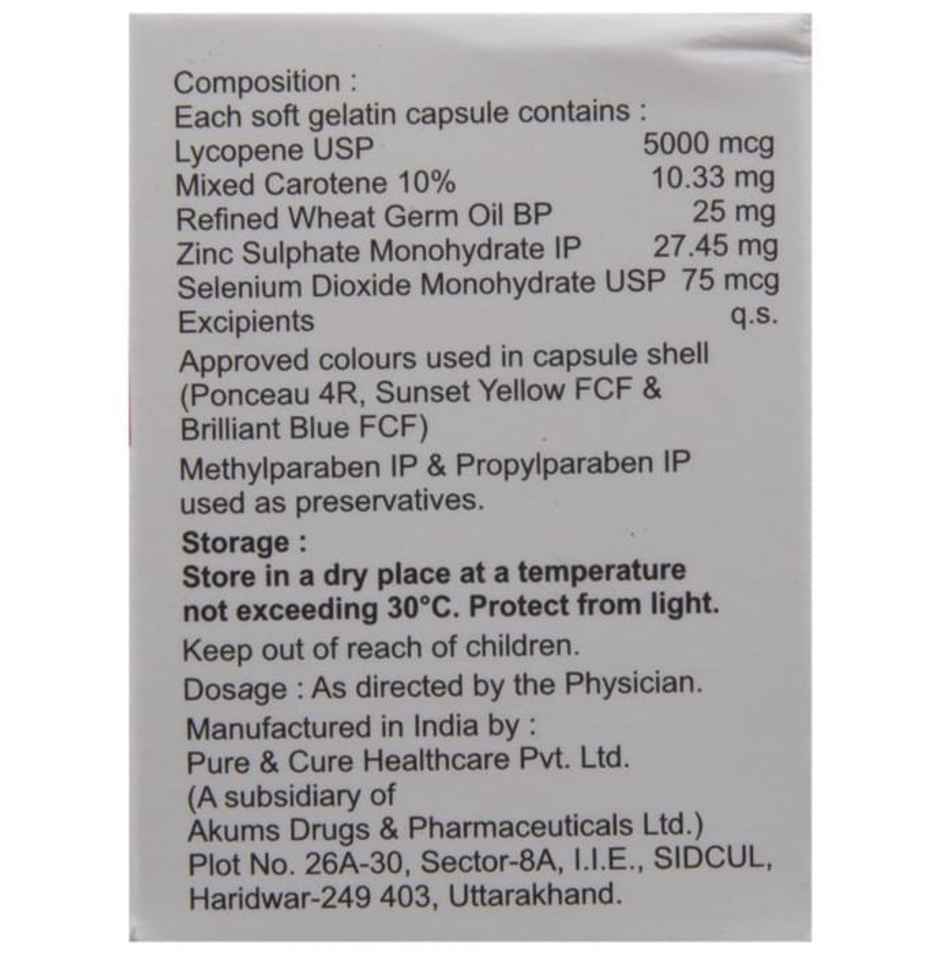 Composition :
Each soft gelatin capsule contains :
Lycopene USP 5000 mcg
Mixed Carotene 10% 10.33 mg
Refined Wheat Germ Oil BP 25 mg
Zinc Sulphate Monohydrate IP 27.45 mg
Selenium Dioxide Monohydrate USP 75 mcg
Excipients q.s.
Approved colours used in capsule shell
(Ponceau 4R, Sunset Yellow FCF &
Brilliant Blue FCF)
Methylparaben IP & Propylparaben IP
used as preservatives.
Storage :
Store in a dry place at a temperature
not exceeding 30°C. Protect from light.
Keep out of reach of children.
Dosage : As directed by the Physician.
Manufactured in India by :
Pure & Cure Healthcare Pvt. Ltd.
(A subsidiary of
Akums Drugs & Pharmaceuticals Ltd.)
Plot No. 26A-30, Sector-8A, I.I.E., SIDCUL,
Haridwar-249 403, Uttarakhand.